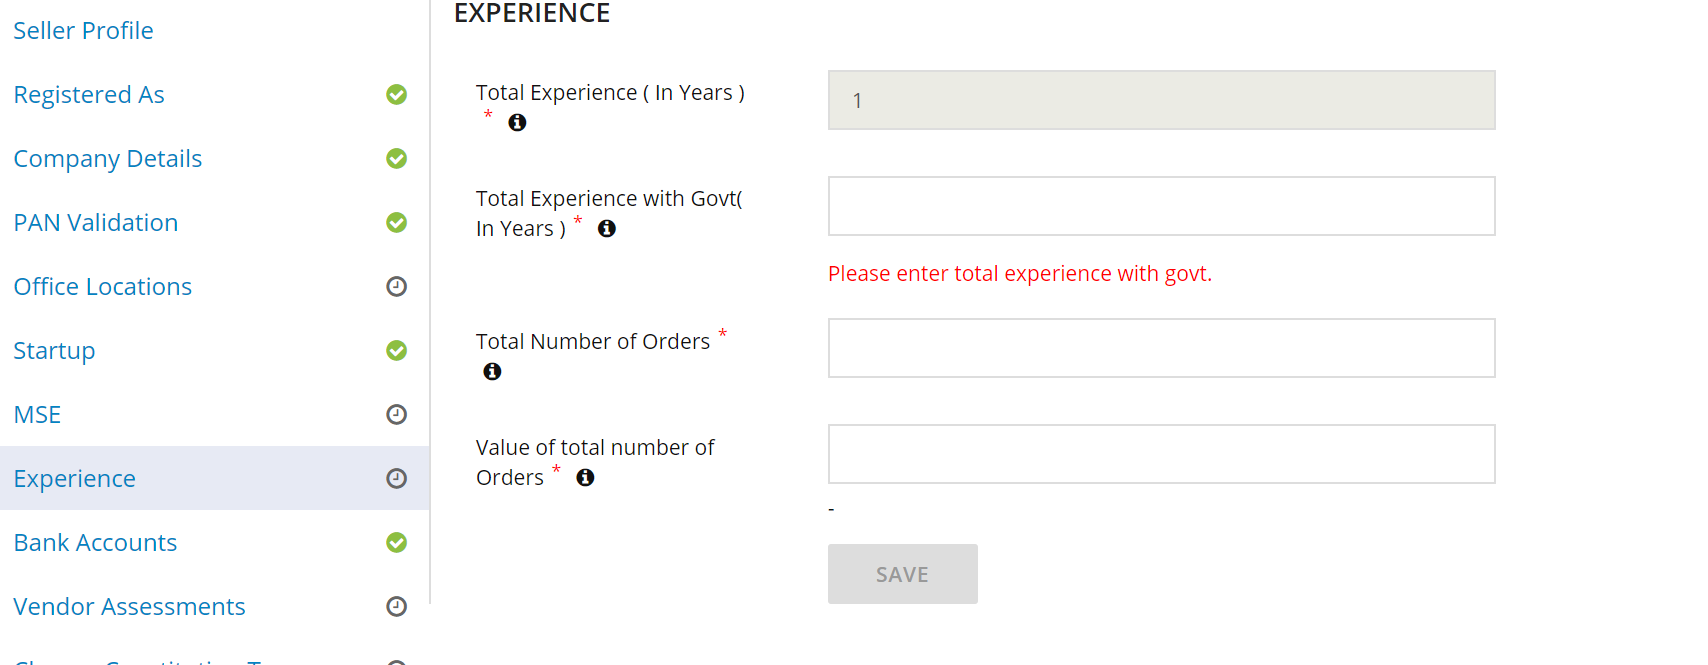 Seller Profile
Registered As
Company Details
PAN Validation
Office Locations
Startup
MSE
Experience
Bank Accounts
Vendor Assessments
EXPERIENCE
Total Experience ( In Years )
*
1
Total Experience with Govt(
In Years ) *
Please enter total experience with govt.
Total Number of Orders *
Value of total number of
Orders *
-
SAVE